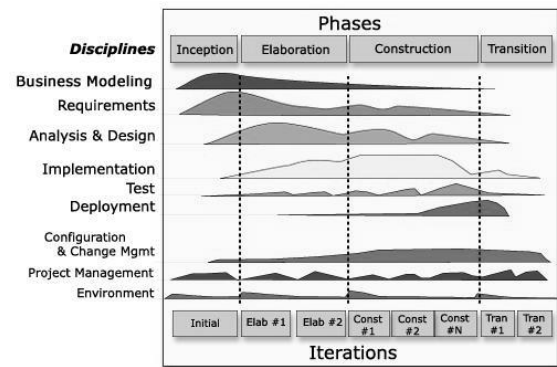 Phases
Disciplines
Inception
Elaboration
Construction
Transition
Business Modeling
Requirements
Analysis & Design
Implementation
Test
Deployment
Configuration
& Change Mgmt
Project Management
Environment
Initial
Elab #1
Elab #2
Const
#1
Const
#2
Const
#N
Tran
#1
Tran
#2
Iterations